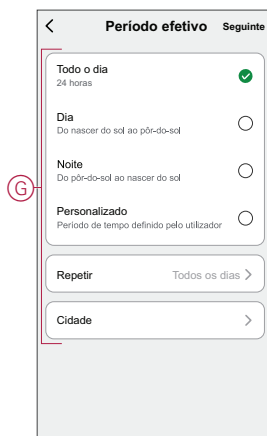 Período efetivo Seguinte
Todo o dia
24 horas
Dia
Do nascer do sol ao pôr-do-sol
Noite
Do pôr-do-sol ao nascer do sol
G
Personalizado
Período de tempo definido pelo utilizador
Repetir Todos os dias
Cidade